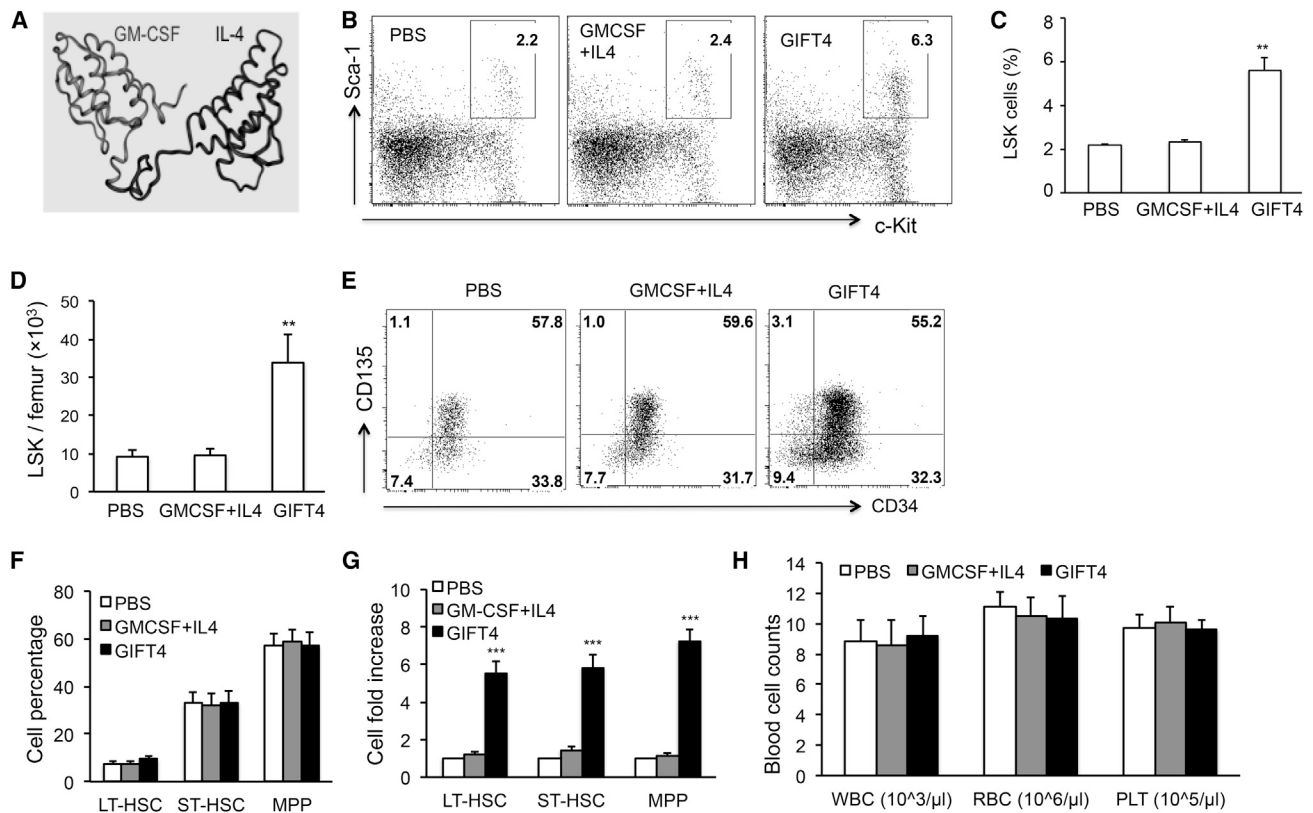 A
GM-CSF
IL-4
B
PBS
2.2
GMCSF
+IL4
2.4
GIFT4
6.3
Sca-1
c-Kit
C
LSK cells (%)
8
6
4
2
0
**
PBS
GMCSF+IL4
GIFT4
D
LSK / femur (×10³)
50
40
30
20
10
0
**
PBS
GMCSF+IL4
GIFT4
E
PBS
GMCSF+IL4
GIFT4
1.1
57.8
1.0
59.6
3.1
55.2
7.4
33.8
7.7
31.7
9.4
32.3
CD135
CD34
F
Cell percentage
80
60
40
20
0
PBS
GMCSF+IL4
GIFT4
LT-HSC
ST-HSC
MPP
G
Cell fold increase
10
8
6
4
2
0
PBS
GM-CSF+IL4
GIFT4
***
***
***
LT-HSC
ST-HSC
MPP
H
Blood cell counts
14
12
10
8
6
4
2
0
PBS
GMCSF+IL4
GIFT4
WBC (10^3/µl)
RBC (10^6/µl)
PLT (10^5/µl)